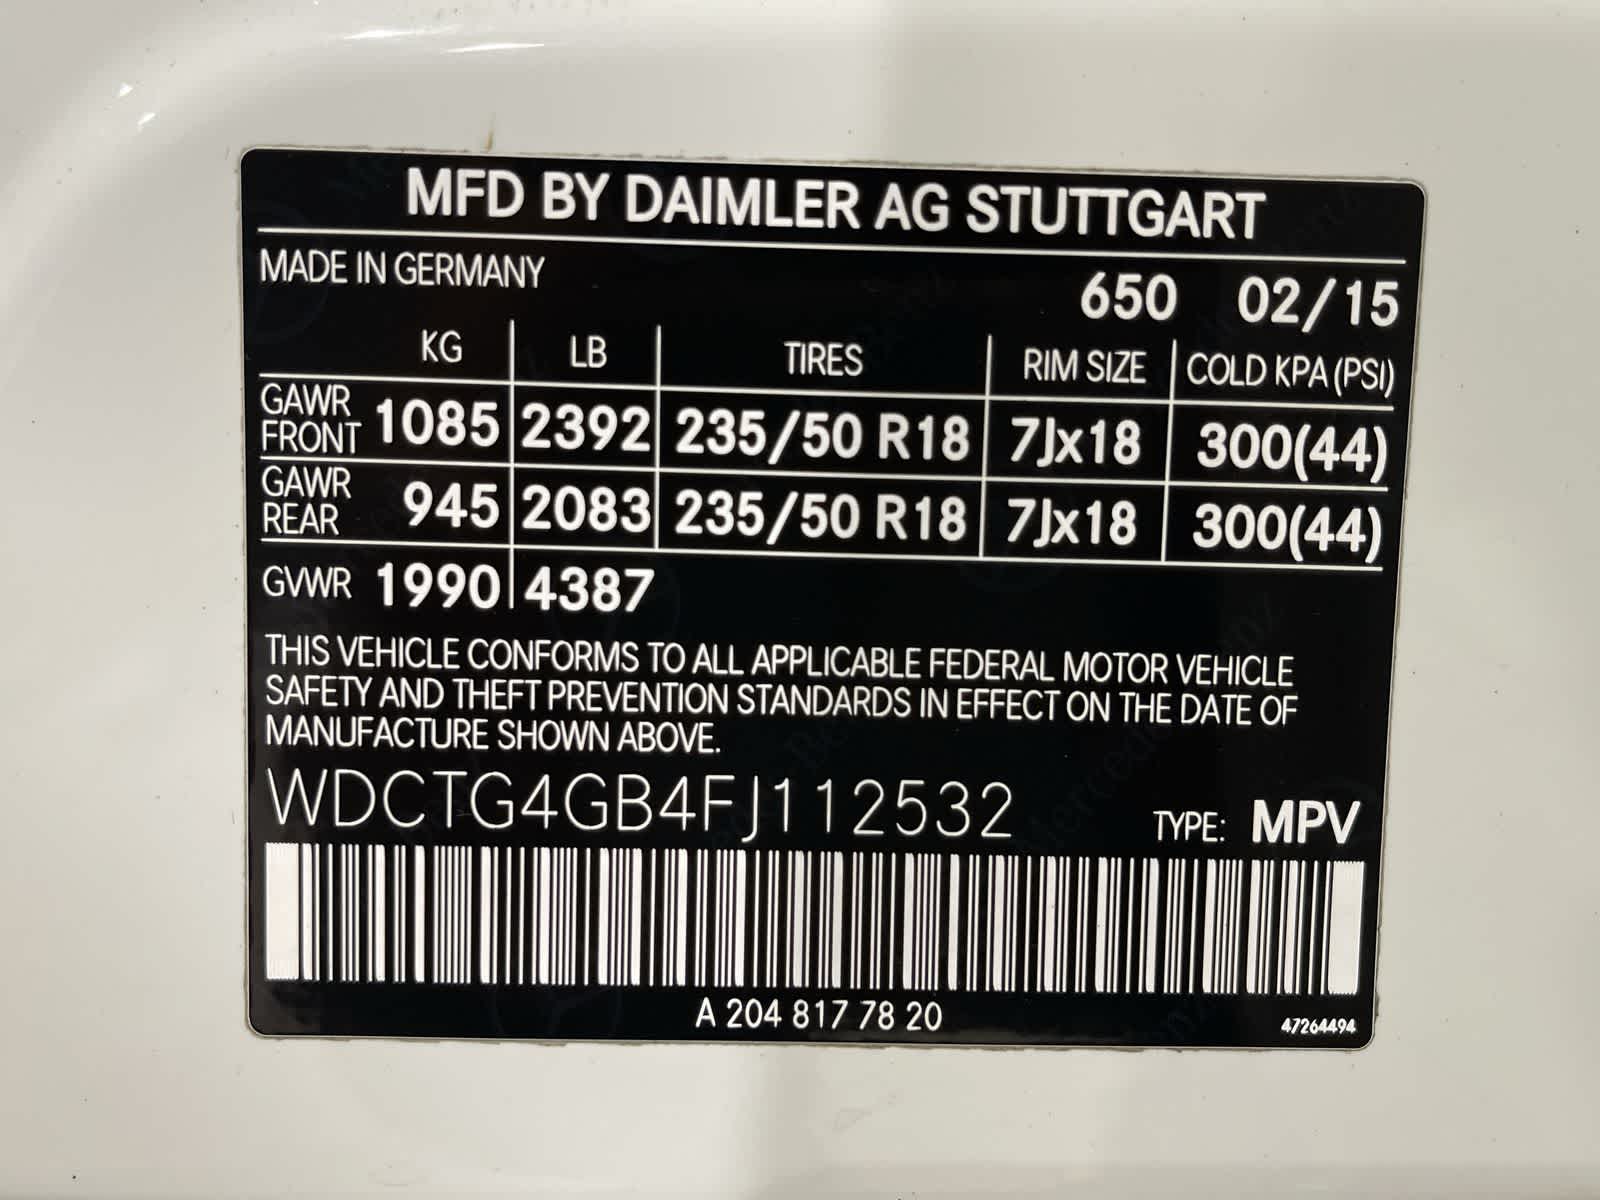 MFD BY DAIMLER AG STUTTGART
MADE IN GERMANY 650 02/15
KG LB TIRES RIM SIZE COLD KPA (PSI)
GAWR FRONT 1085 2392 235/50 R18 7Jx18 300(44)
GAWR REAR 945 2083 235/50 R18 7Jx18 300(44)
GVWR 1990 4387
THIS VEHICLE CONFORMS TO ALL APPLICABLE FEDERAL MOTOR VEHICLE
SAFETY AND THEFT PREVENTION STANDARDS IN EFFECT ON THE DATE OF
MANUFACTURE SHOWN ABOVE.
WDCTG4GB4FJ112532 TYPE: MPV
A 204 817 78 20 47264494